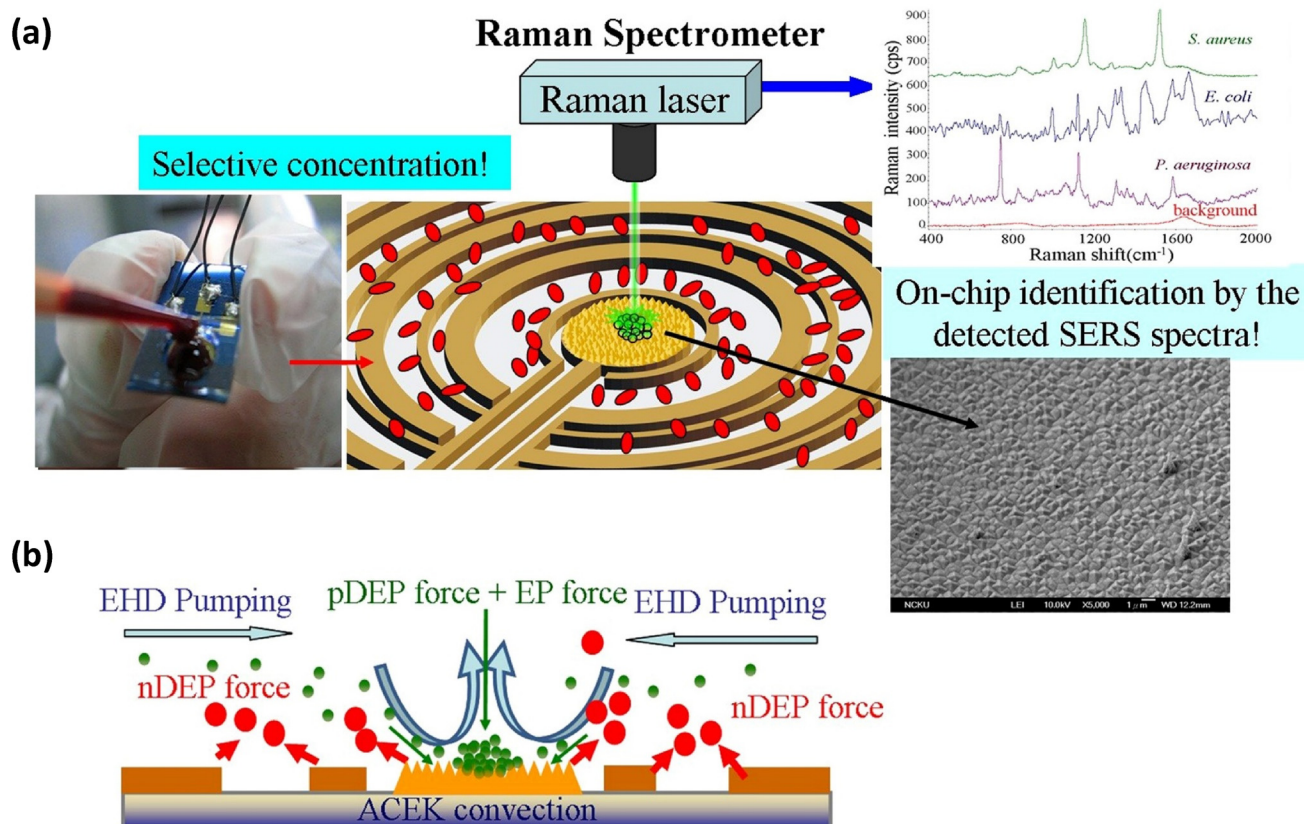 (a)
Raman Spectrometer
Raman laser
Selective concentration!
900
800
700
600
500
400
300
200
100
0
Raman intensity (cps)
S. aureus
E. coli
P. aeruginosa
background
400
800
1200
1600
2000
Raman shift(cm-1)
On-chip identification by the
detected SERS spectra!
NCKU
LEI
10.0kV
X5,000
1μm
WD 12.2mm
(b)
EHD Pumping
pDEP force + EP force
EHD Pumping
nDEP force
nDEP force
ACEK convection